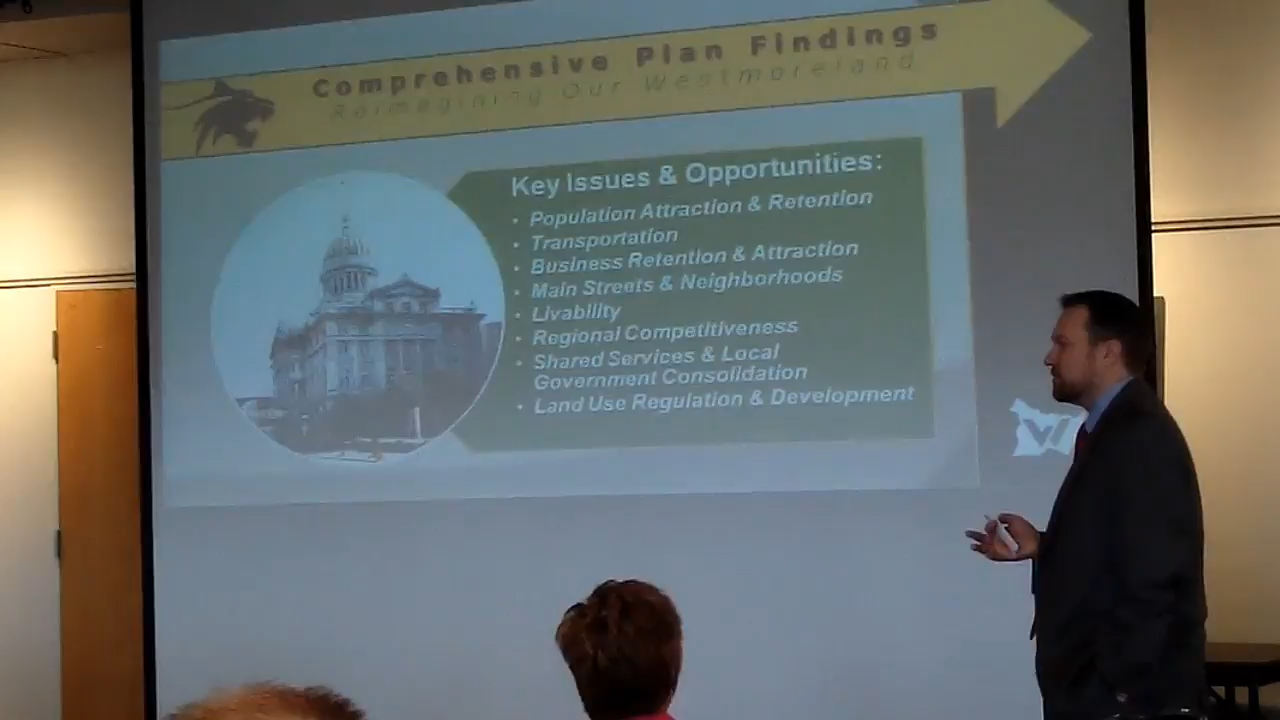 Comprehensive Plan Findings
Reimagining Our Westmoreland
Key Issues & Opportunities:
• Population Attraction & Retention
• Transportation
• Business Retention & Attraction
• Main Streets & Neighborhoods
• Livability
• Regional Competitiveness
• Shared Services & Local
Government Consolidation
• Land Use Regulation & Development
W